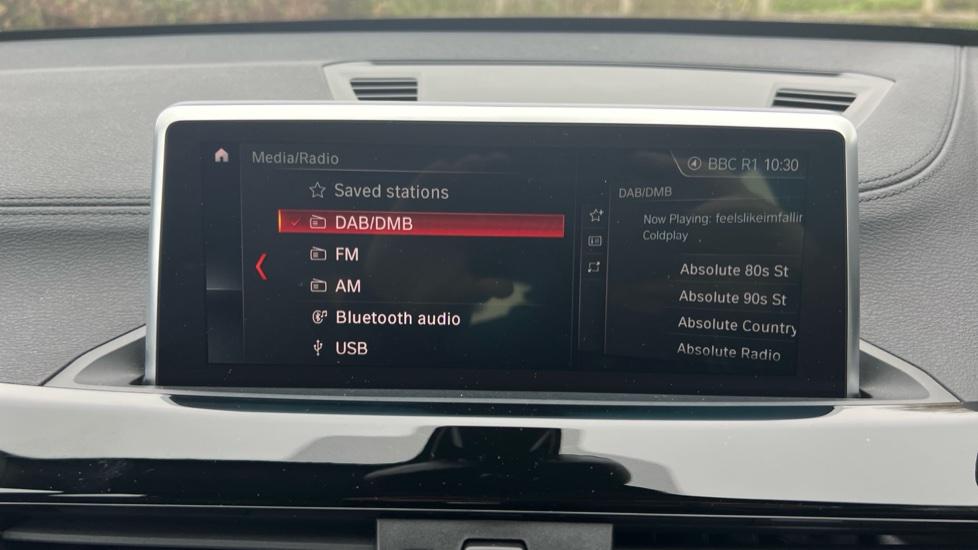 Media/Radio
BBC R1 10:30
Saved stations
DAB/DMB
FM
AM
Bluetooth audio
USB
DAB/DMB
Now Playing: feelslikeimfallir
Coldplay
Absolute 80s St
Absolute 90s St
Absolute Country
Absolute Radio